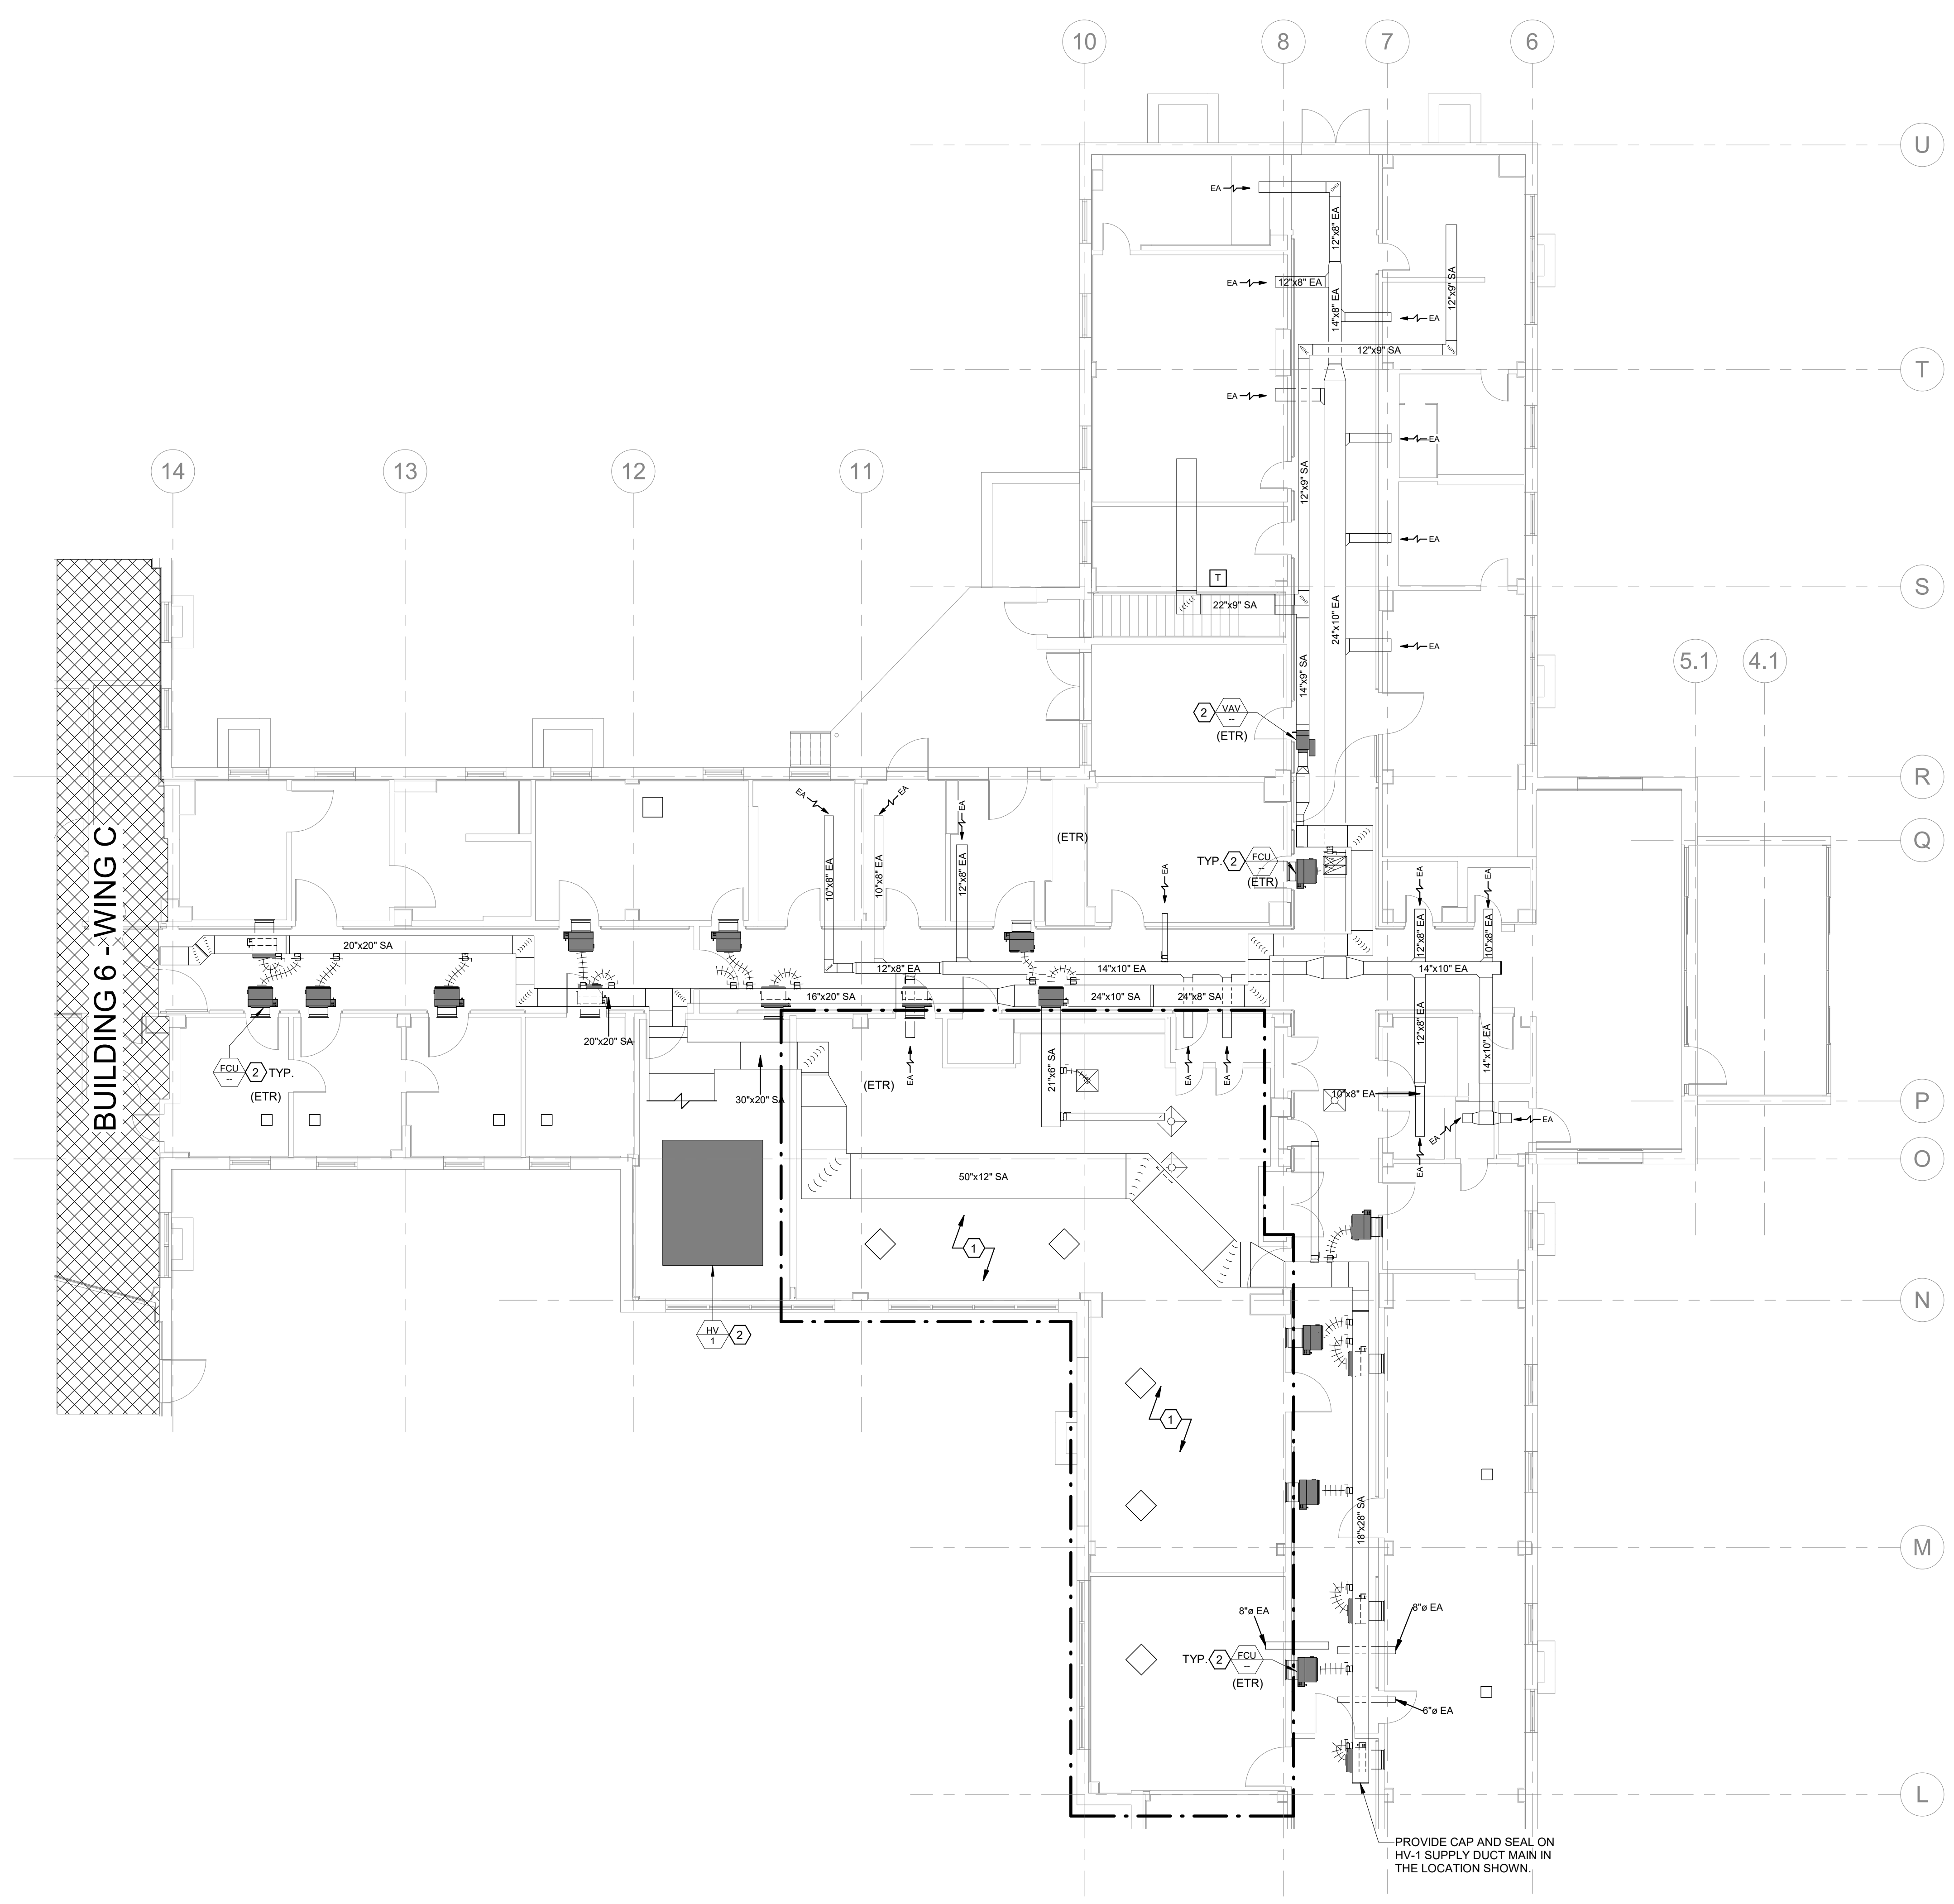 10
8
7
6
U
EA
12"x8" EA
12"x9" SA
EA
12"x8" EA
14"x8" EA
EA
12"x9" SA
T
EA
EA
14
13
12
11
12"x9" SA
EA
T
S
22"x9" SA
24"x10" EA
EA
5.1
4.1
14"x9" SA
2
VAV
--
(ETR)
R
EA
EA
EA
(ETR)
Q
BUILDING 6 -WING C
10"x8" EA
10"x8" EA
12"x8" EA
EA
TYP.
2
FCU
--
(ETR)
EA
EA
12"x8" EA
10"x8" EA
20"x20" SA
12"x8" EA
14"x10" EA
14"x10" EA
16"x20" SA
24"x10" SA
24"x8" SA
20"x20" SA
12"x8" EA
14"x10" EA
FCU
--
2
TYP.
(ETR)
30"x20" SA
(ETR)
EA
21"x6" SA
EA
EA
10"x8" EA
P
EA
EA
EA
O
50"x12" SA
1
HV
1
2
N
1
18"x28" SA
M
8"ø EA
8"ø EA
TYP.
2
FCU
--
(ETR)
6"ø EA
L
PROVIDE CAP AND SEAL ON
HV-1 SUPPLY DUCT MAIN IN
THE LOCATION SHOWN.